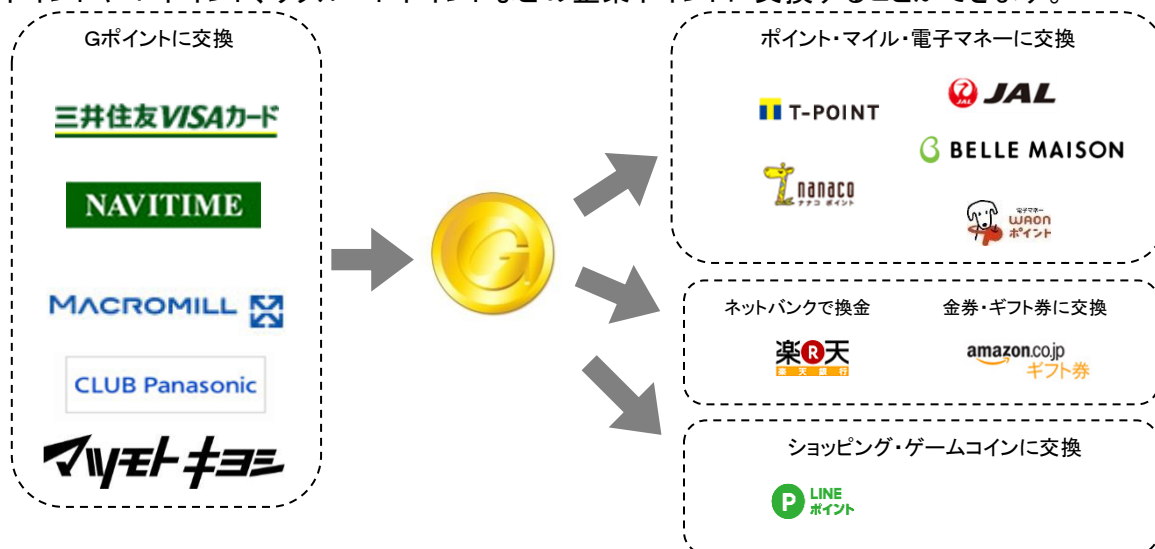 Gポイントに交換
三井住友VISAカード
NAVITIME
MACROMILL
CLUB Panasonic
マツモトキヨシ
G
ポイント・マイル・電子マネーに交換
T-POINT
JAL
JAL
BELLE MAISON
nanaco
ナナコ ポイント
電子マネー
WAON
ポイント
ネットバンクで換金
楽R天
楽天銀行
金券・ギフト券に交換
amazon.co.jp
ギフト券
ショッピング・ゲームコインに交換
P
LINE
ポイント